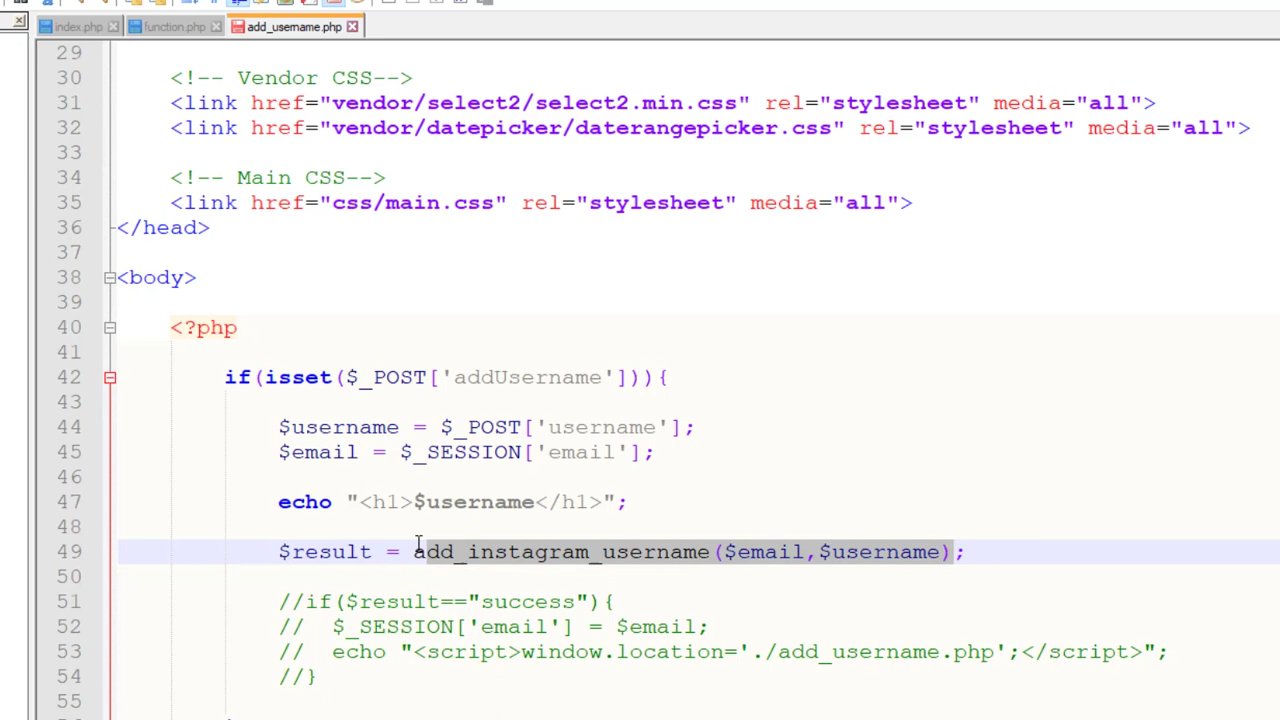 index.php function.php add_username.php
29
30 <!-- Vendor CSS-->
31 <link href="vendor/select2/select2.min.css" rel="stylesheet" media="all">
32 <link href="vendor/datepicker/daterangepicker.css" rel="stylesheet" media="all">
33
34 <!-- Main CSS-->
35 <link href="css/main.css" rel="stylesheet" media="all">
36 </head>
37
38 <body>
39
40 <?php
41
42 if(isset($_POST['addUsername'])){
43
44 $username = $_POST['username'];
45 $email = $_SESSION['email'];
46
47 echo "<h1>$username</h1>";
48
49 $result = add_instagram_username($email,$username);
50
51 //if($result=="success"){
52 //  $_SESSION['email'] = $email;
53 //  echo "<script>window.location='./add_username.php';</script>";
54 //}
55